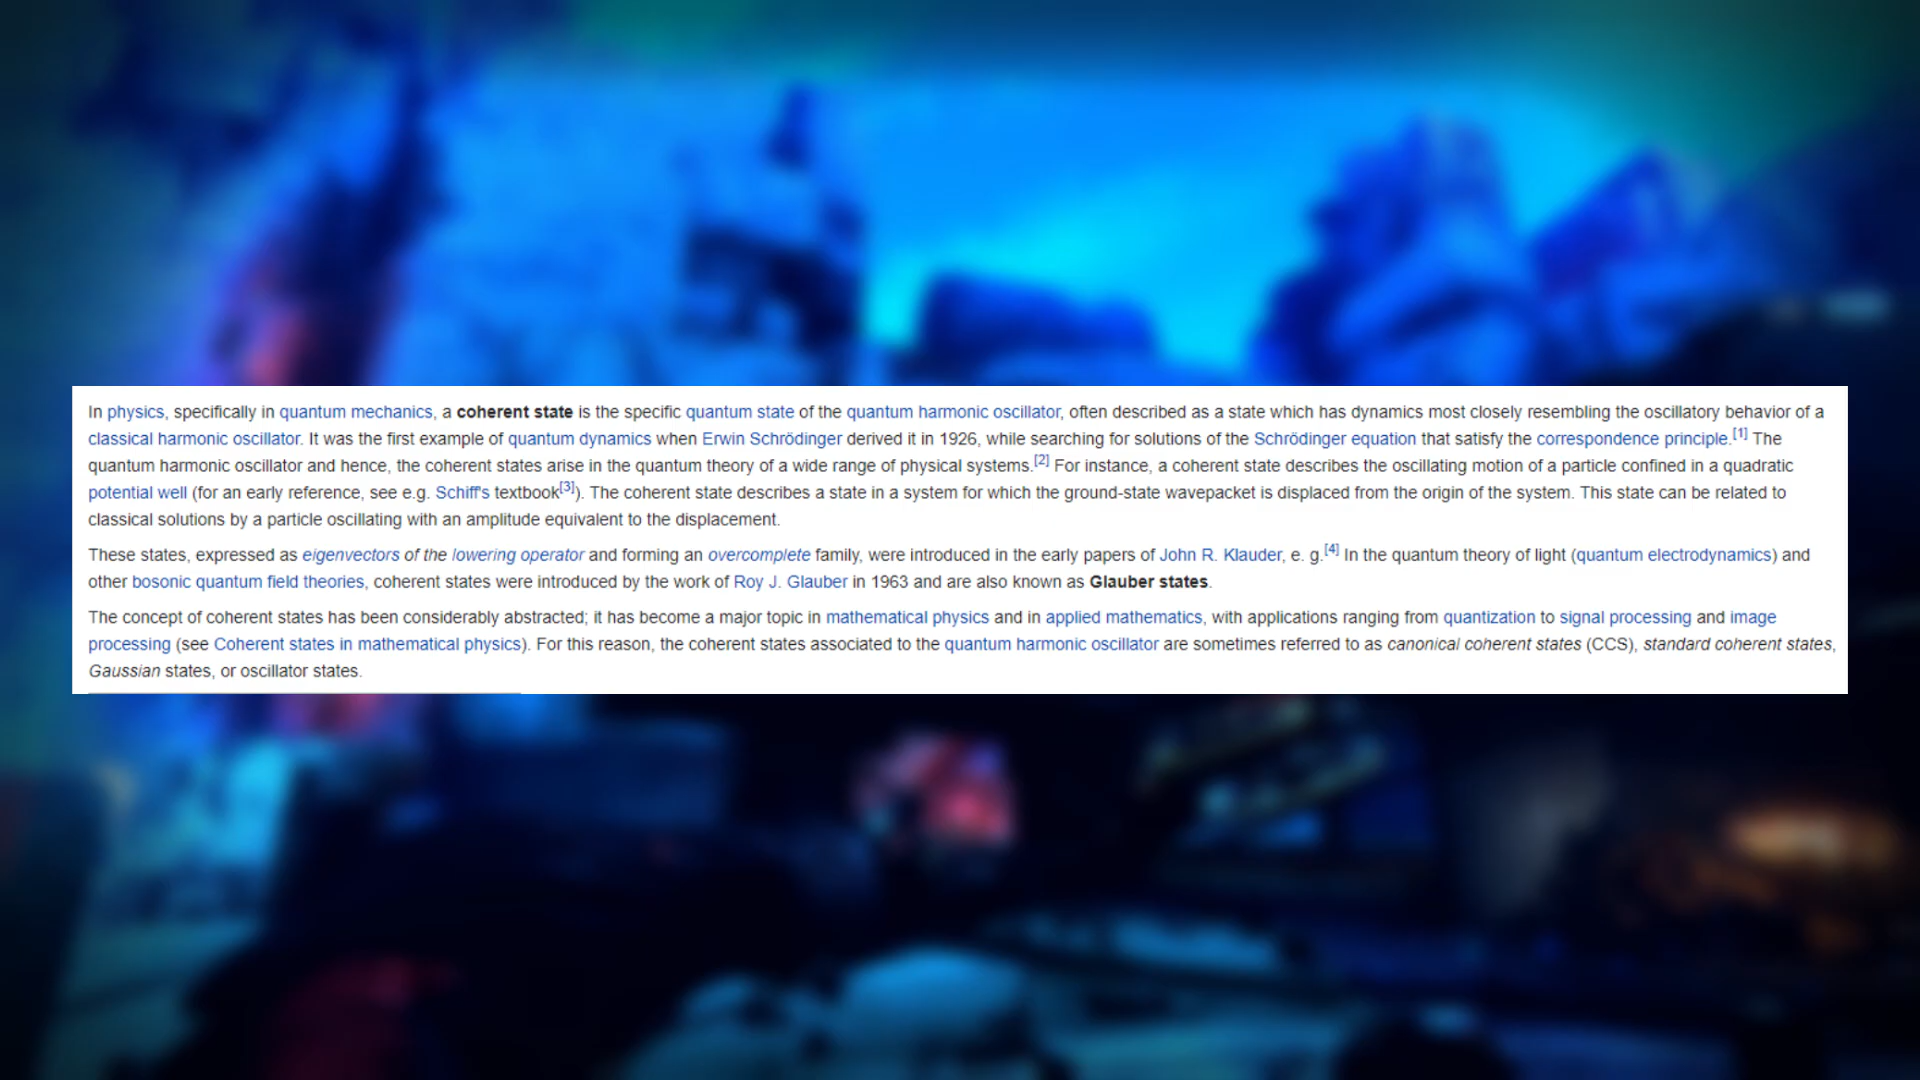 In physics, specifically in quantum mechanics, a coherent state is the specific quantum state of the quantum harmonic oscillator, often described as a state which has dynamics most closely resembling the oscillatory behavior of a
classical harmonic oscillator. It was the first example of quantum dynamics when Erwin Schrödinger derived it in 1926, while searching for solutions of the Schrödinger equation that satisfy the correspondence principle.[1] The
quantum harmonic oscillator and hence, the coherent states arise in the quantum theory of a wide range of physical systems.[2] For instance, a coherent state describes the oscillating motion of a particle confined in a quadratic
potential well (for an early reference, see e.g. Schiff's textbook[3]). The coherent state describes a state in a system for which the ground-state wavepacket is displaced from the origin of the system. This state can be related to
classical solutions by a particle oscillating with an amplitude equivalent to the displacement.
These states, expressed as eigenvectors of the lowering operator and forming an overcomplete family, were introduced in the early papers of John R. Klauder, e. g.[4] In the quantum theory of light (quantum electrodynamics) and
other bosonic quantum field theories, coherent states were introduced by the work of Roy J. Glauber in 1963 and are also known as Glauber states.
The concept of coherent states has been considerably abstracted; it has become a major topic in mathematical physics and in applied mathematics, with applications ranging from quantization to signal processing and image
processing (see Coherent states in mathematical physics). For this reason, the coherent states associated to the quantum harmonic oscillator are sometimes referred to as canonical coherent states (CCS), standard coherent states,
Gaussian states, or oscillator states.